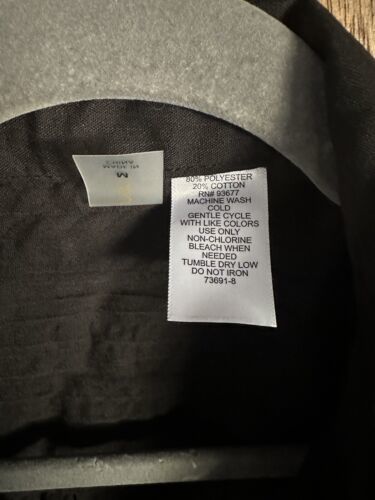 M
80% POLYESTER
20% COTTON
RN# 93677
MACHINE WASH
COLD
GENTLE CYCLE
WITH LIKE COLORS
USE ONLY
NON-CHLORINE
BLEACH WHEN
NEEDED
TUMBLE DRY LOW
DO NOT IRON
73691-8